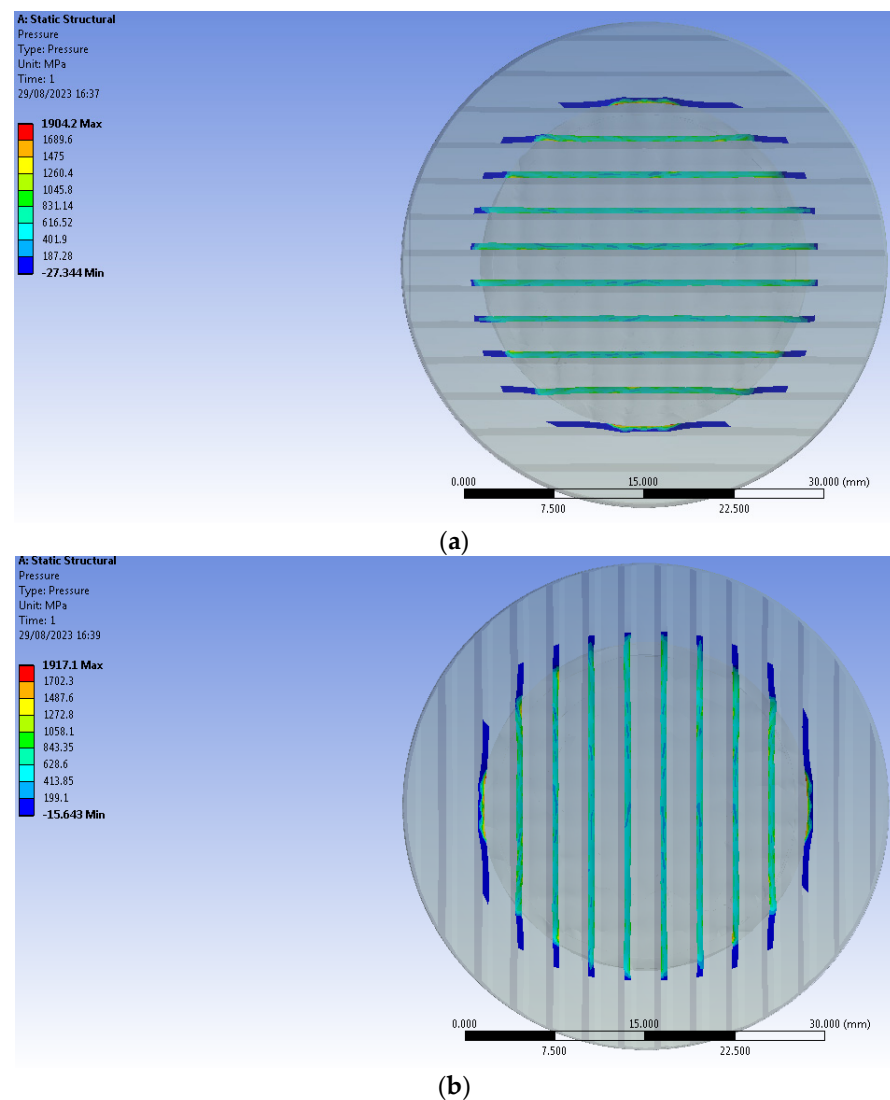 A: Static Structural
Pressure
Type: Pressure
Unit: MPa
Time: 1
29/08/2023 16:37
1904.2 Max
1689.6
1475
1260.4
1045.8
831.14
616.52
401.9
187.28
-27.344 Min
0.000 15.000 30.000 (mm)
7.500 22.500
(a)
A: Static Structural
Pressure
Type: Pressure
Unit: MPa
Time: 1
29/08/2023 16:39
1917.1 Max
1702.3
1487.6
1272.8
1058.1
843.35
628.6
413.85
199.1
-15.643 Min
0.000 15.000 30.000 (mm)
7.500 22.500
(b)